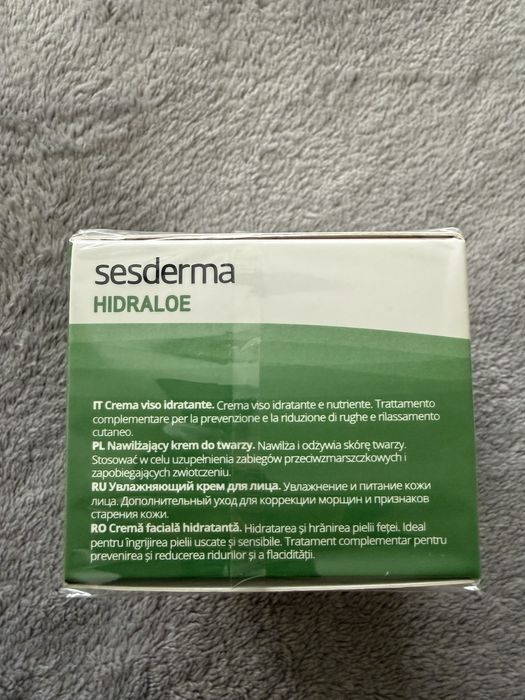 sesderma
HIDRALOE
IT Crema viso idratante. Crema viso idratante e nutriente. Trattamento
complementare per la prevenzione e la riduzione di rughe e rilassamento
cutaneo.
PL Nawilżający krem do twarzy. Nawilża i odżywia skórę twarzy.
Stosować w celu uzupełnienia zabiegów przeciwzmarszczkowych i
zapobiegających zwiotczeniu.
RU Увлажняющий крем для лица. Увлажнение и питание кожи
лица. Дополнительный уход для коррекции морщин и признаков
старения кожи.
RO Cremă facială hidratantă. Hidratarea și hrănirea pielii feței. Ideal
pentru îngrijirea pielii uscate și sensibile. Tratament complementar pentru
prevenirea și reducerea ridurilor și a flacidității.